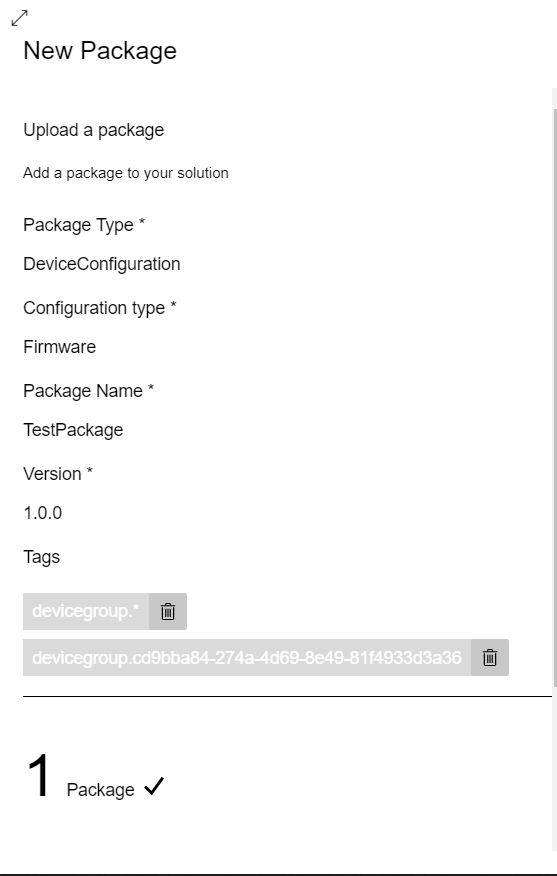 New Package
Upload a package
Add a package to your solution
Package Type *
DeviceConfiguration
Configuration type *
Firmware
Package Name *
TestPackage
Version *
1.0.0
Tags
devicegroup.*
devicegroup.cd9bba84-274a-4d69-8e49-81f4933d3a36
1 Package